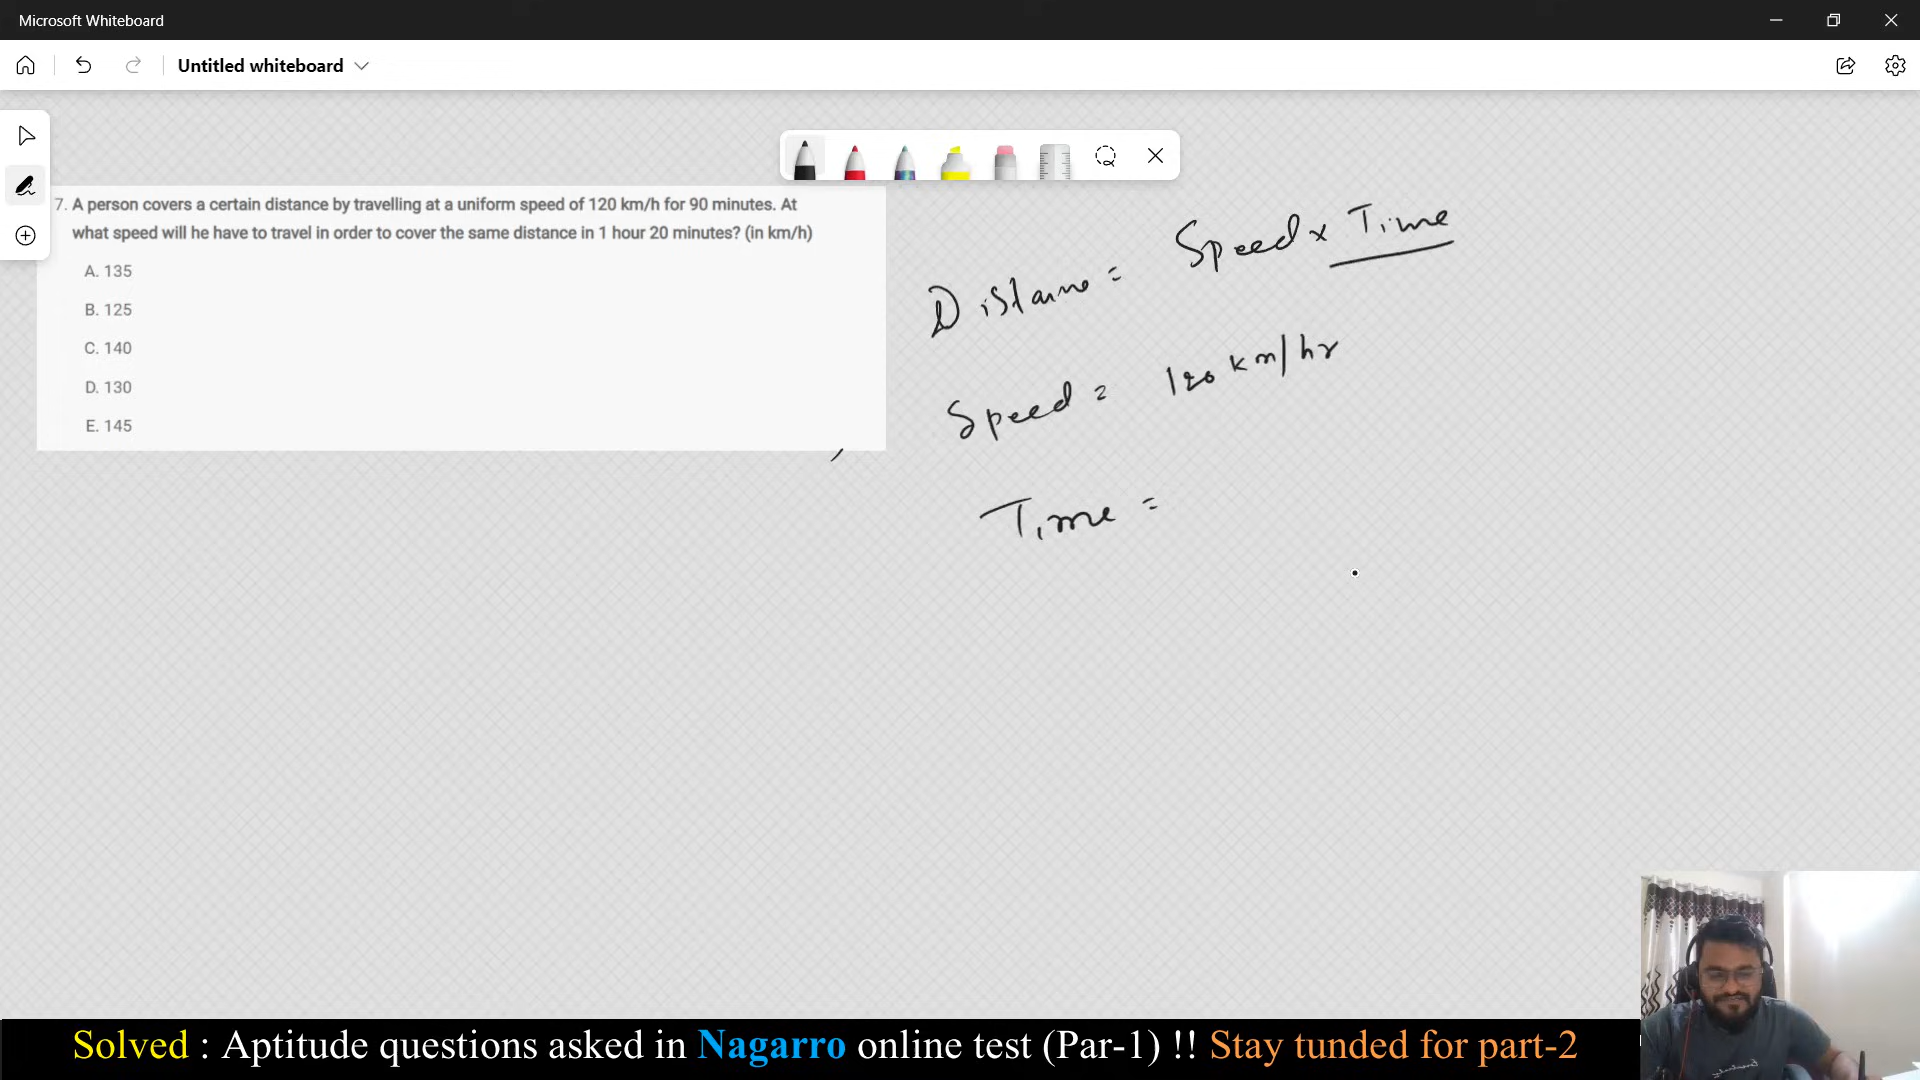 Microsoft Whiteboard
Untitled whiteboard
7. A person covers a certain distance by travelling at a uniform speed of 120 km/h for 90 minutes. At
what speed will he have to travel in order to cover the same distance in 1 hour 20 minutes? (in km/h)
A. 135
B. 125
C. 140
D. 130
E. 145
Distance = Speed x Time
Speed = 120 km/hr
Time =
Solved : Aptitude questions asked in Nagarro online test (Par-1) !! Stay tunded for part-2